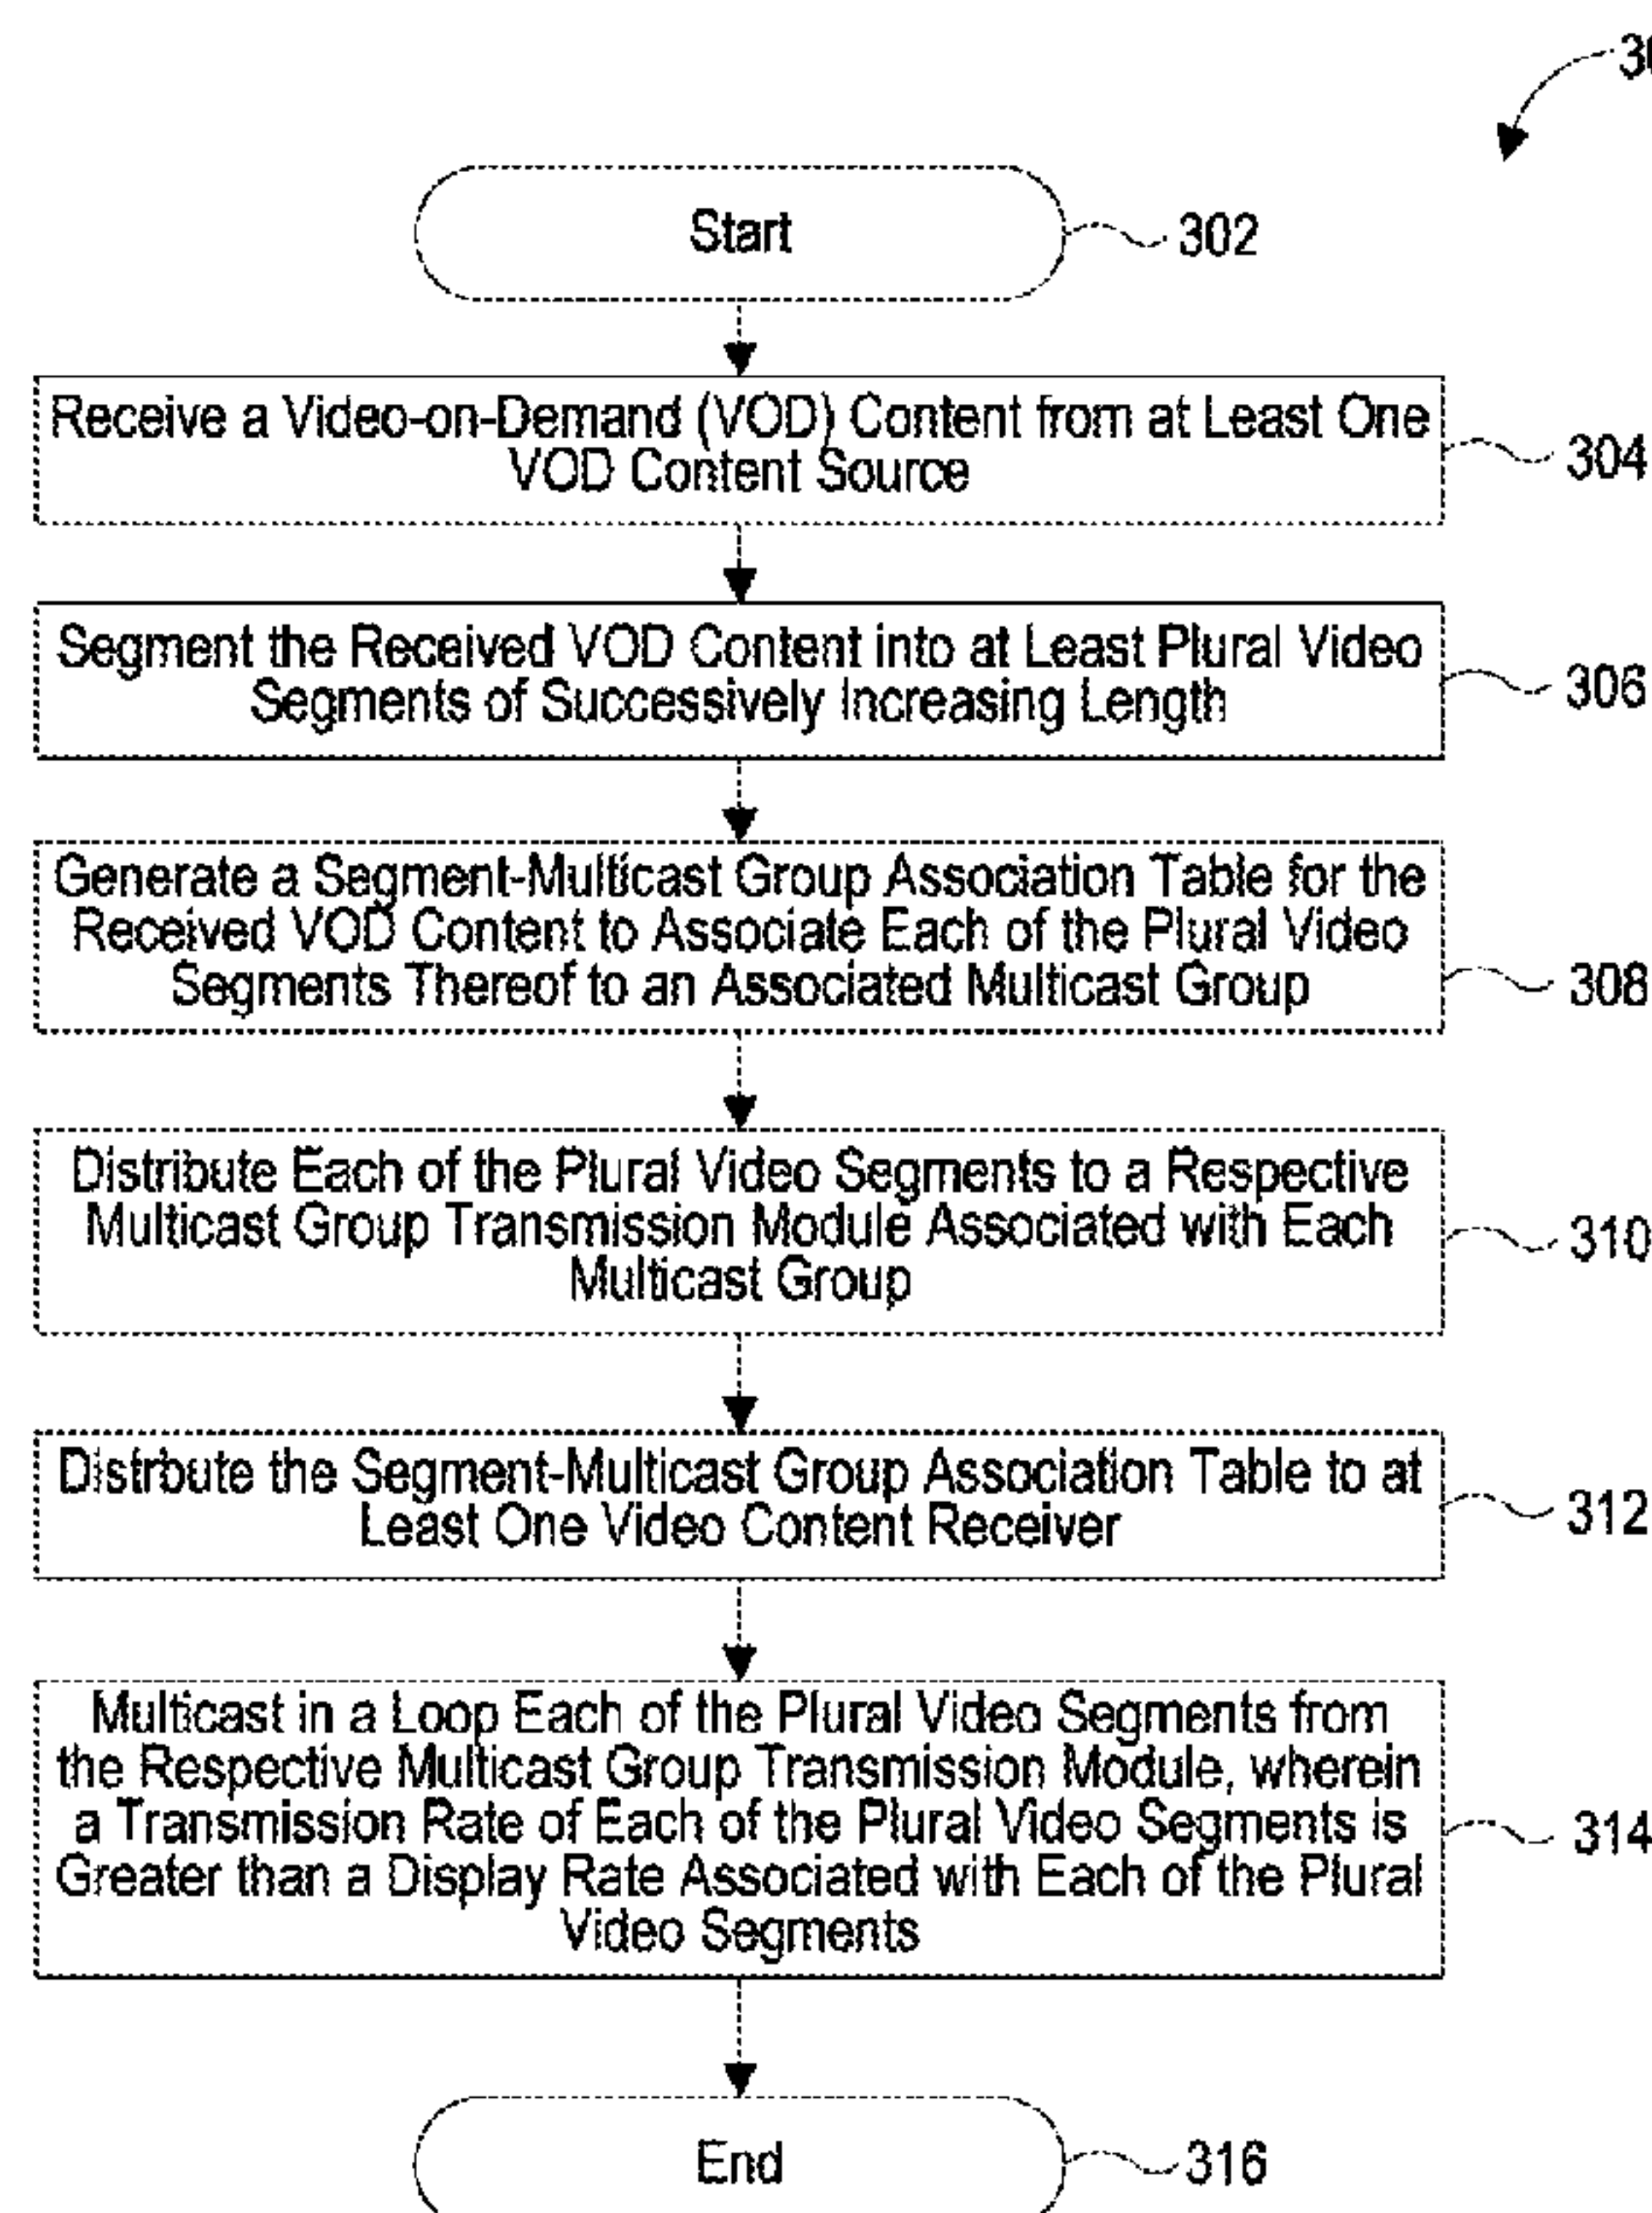 Start
302
Receive a Video-on-Demand (VOD) Content from at Least One
VOD Content Source
304
Segment the Received VOD Content into at Least Plural Video
Segments of Successively Increasing Length
306
Generate a Segment-Multicast Group Association Table for the
Received VOD Content to Associate Each of the Plural Video
Segments Thereof to an Associated Multicast Group
308
Distribute Each of the Plural Video Segments to a Respective
Multicast Group Transmission Module Associated with Each
Multicast Group
310
Distrbute the Segment-Multicast Group Association Table to at
Least One Video Content Receiver
312
Multicast in a Loop Each of the Plural Video Segments from
the Respective Multicast Group Transmission Module, wherein
a Transmission Rate of Each of the Plural Video Segments is
Greater than a Display Rate Associated with Each of the Plural
Video Segments
314
End
316